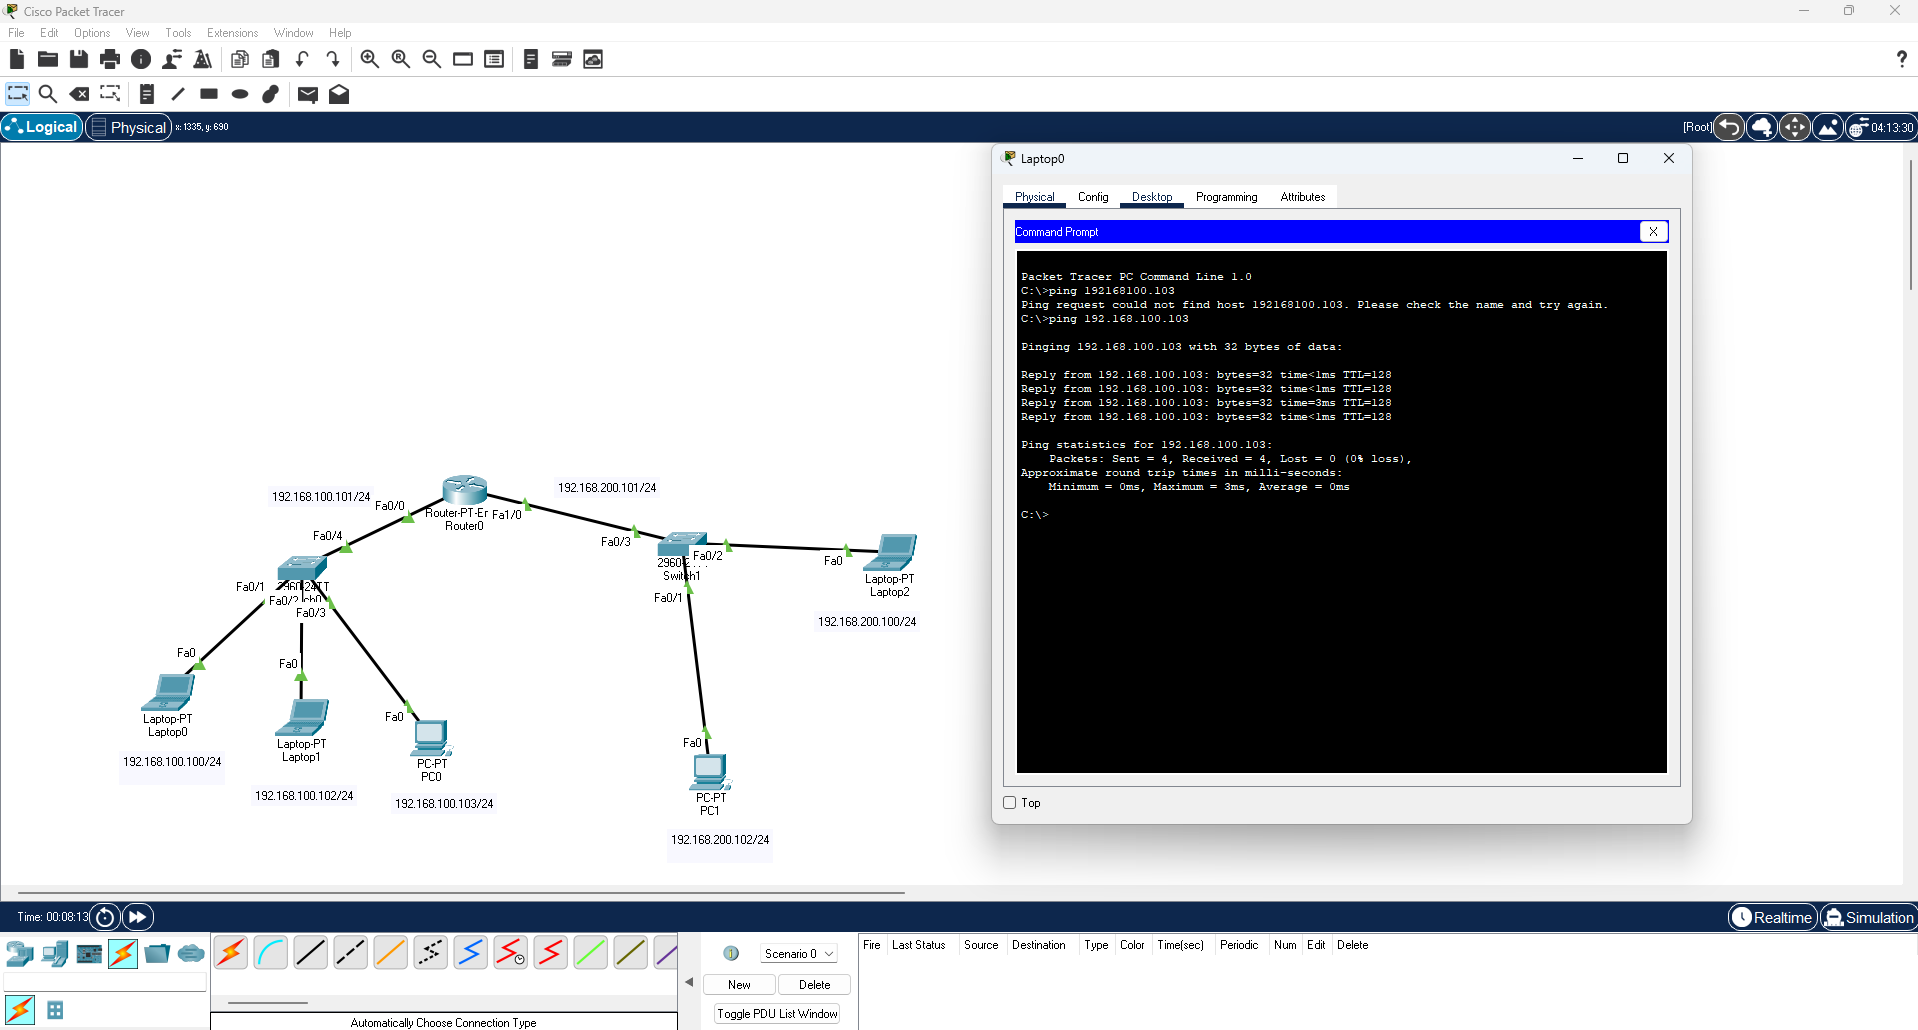 Cisco Packet Tracer
File Edit Options View Tools Extensions Window Help
Logical Physical x: 1335, y: 690 [Root] 04:13:30
Laptop0
Physical Config Desktop Programming Attributes
Command Prompt X
Packet Tracer PC Command Line 1.0
C:\>ping 192168100.103
Ping request could not find host 192168100.103. Please check the name and try again.
C:\>ping 192.168.100.103
Pinging 192.168.100.103 with 32 bytes of data:
Reply from 192.168.100.103: bytes=32 time<1ms TTL=128
Reply from 192.168.100.103: bytes=32 time<1ms TTL=128
Reply from 192.168.100.103: bytes=32 time=3ms TTL=128
Reply from 192.168.100.103: bytes=32 time<1ms TTL=128
Ping statistics for 192.168.100.103:
Packets: Sent = 4, Received = 4, Lost = 0 (0% loss),
Approximate round trip times in milli-seconds:
Minimum = 0ms, Maximum = 3ms, Average = 0ms
C:\>
Top
192.168.100.101/24
Fa0/0
Router-PT-Er
Router0
Fa1/0
192.168.200.101/24
Fa0/4
Fa0/3
Fa0/2
Switch1
Fa0/1
Fa0
Laptop-PT
Laptop2
192.168.200.100/24
Fa0/1
Fa0/2
Fa0/3
Fa0
Laptop-PT
Laptop0
192.168.100.100/24
Fa0
Laptop-PT
Laptop1
192.168.100.102/24
Fa0
PC-PT
PC0
192.168.100.103/24
Fa0
PC-PT
PC1
192.168.200.102/24
Time: 00:08:13 Realtime Simulation
Scenario 0
New Delete
Toggle PDU List Window
Fire Last Status Source Destination Type Color Time(sec) Periodic Num Edit Delete
Automatically Choose Connection Type